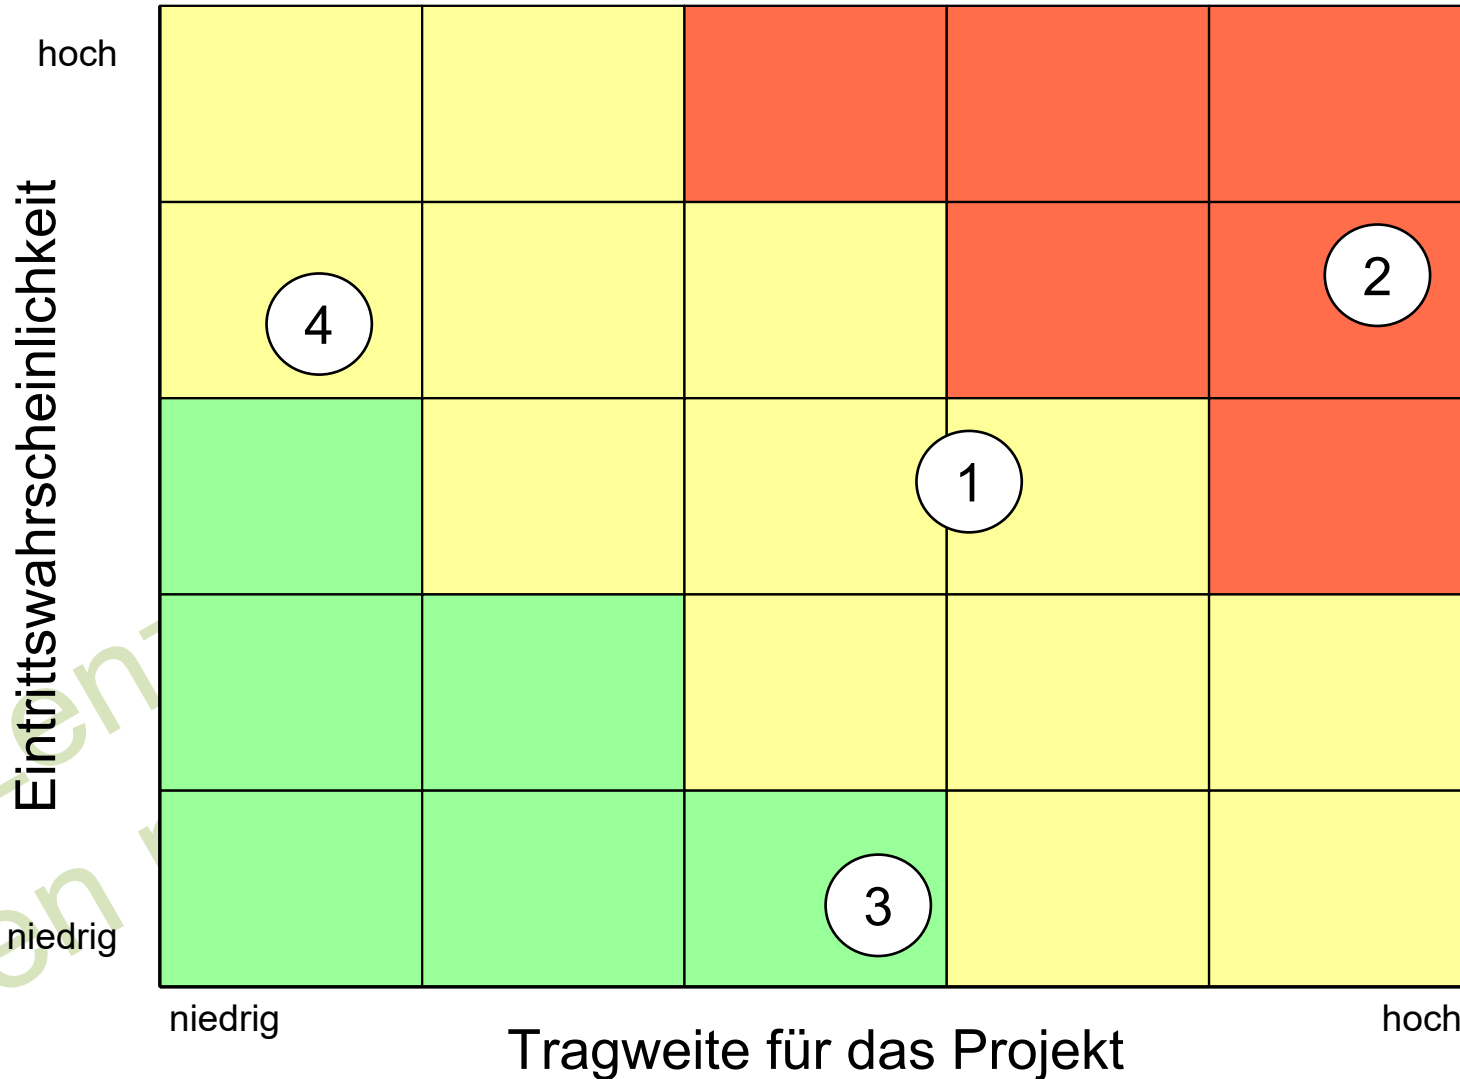 hoch
Eintrittswahrscheinlichkeit
2
4
1
3
niedrig
niedrig
hoch
Tragweite für das Projekt